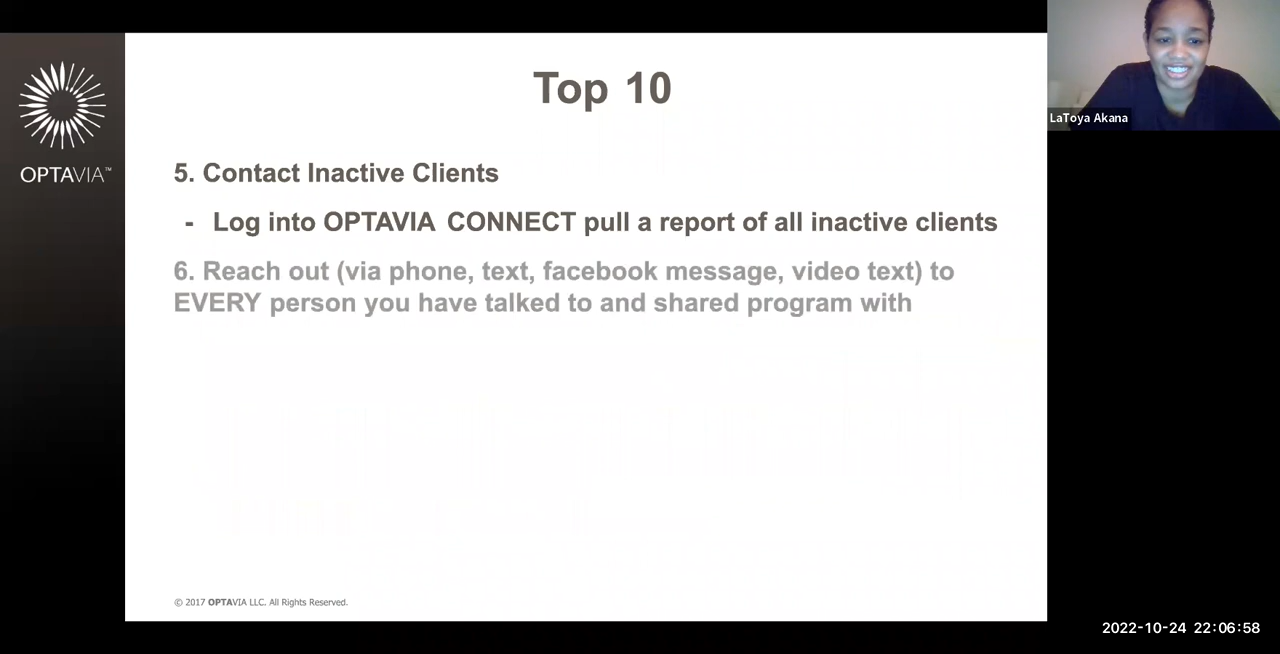 Top 10
LaToya Akana
OPTAVIA™
5. Contact Inactive Clients
- Log into OPTAVIA CONNECT pull a report of all inactive clients
6. Reach out (via phone, text, facebook message, video text) to
EVERY person you have talked to and shared program with
© 2017 OPTAVIA LLC. All Rights Reserved.
2022-10-24 22:06:58